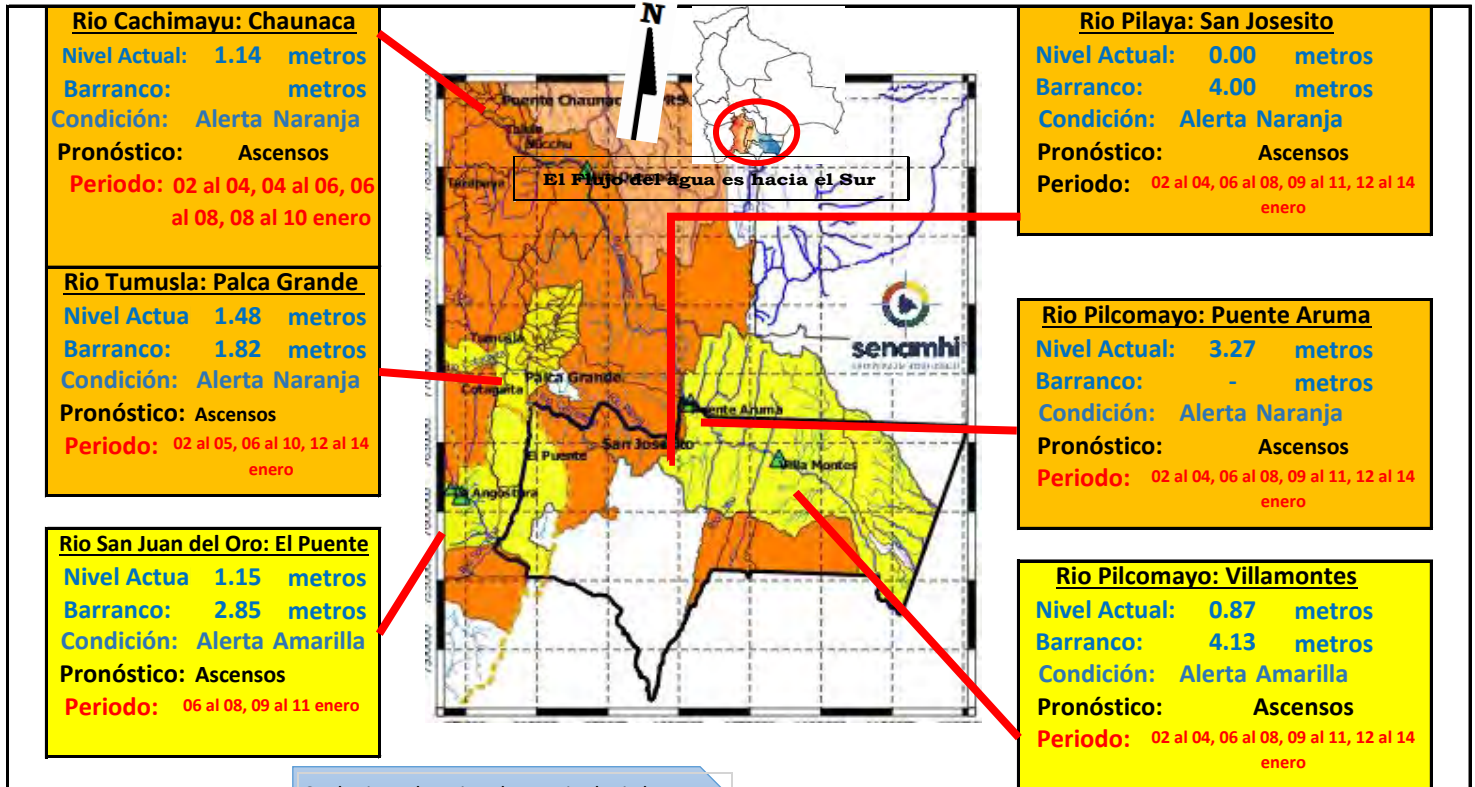 Rio Cachimayu: Chaunaca
Nivel Actual: 1.14 metros
Barranco: metros
Condición: Alerta Naranja
Pronóstico: Ascensos
Periodo: 02 al 04, 04 al 06, 06
al 08, 08 al 10 enero
Rio Tumusla: Palca Grande
Nivel Actua 1.48 metros
Barranco: 1.82 metros
Condición: Alerta Naranja
Pronóstico: Ascensos
Periodo: 02 al 05, 06 al 10, 12 al 14
enero
Rio San Juan del Oro: El Puente
Nivel Actua 1.15 metros
Barranco: 2.85 metros
Condición: Alerta Amarilla
Pronóstico: Ascensos
Periodo: 06 al 08, 09 al 11 enero
N
Puente Chaunac
El Flujo del agua es hacia el Sur
senamhi
Tumusla
Palca Grande
Cotagaita
ente Aruma
San Josesito
El Puente
Villa Montes
Angostura
Rio Pilaya: San Josesito
Nivel Actual: 0.00 metros
Barranco: 4.00 metros
Condición: Alerta Naranja
Pronóstico: Ascensos
Periodo: 02 al 04, 06 al 08, 09 al 11, 12 al 14
enero
Rio Pilcomayo: Puente Aruma
Nivel Actual: 3.27 metros
Barranco: - metros
Condición: Alerta Naranja
Pronóstico: Ascensos
Periodo: 02 al 04, 06 al 08, 09 al 11, 12 al 14
enero
Rio Pilcomayo: Villamontes
Nivel Actual: 0.87 metros
Barranco: 4.13 metros
Condición: Alerta Amarilla
Pronóstico: Ascensos
Periodo: 02 al 04, 06 al 08, 09 al 11, 12 al 14
enero